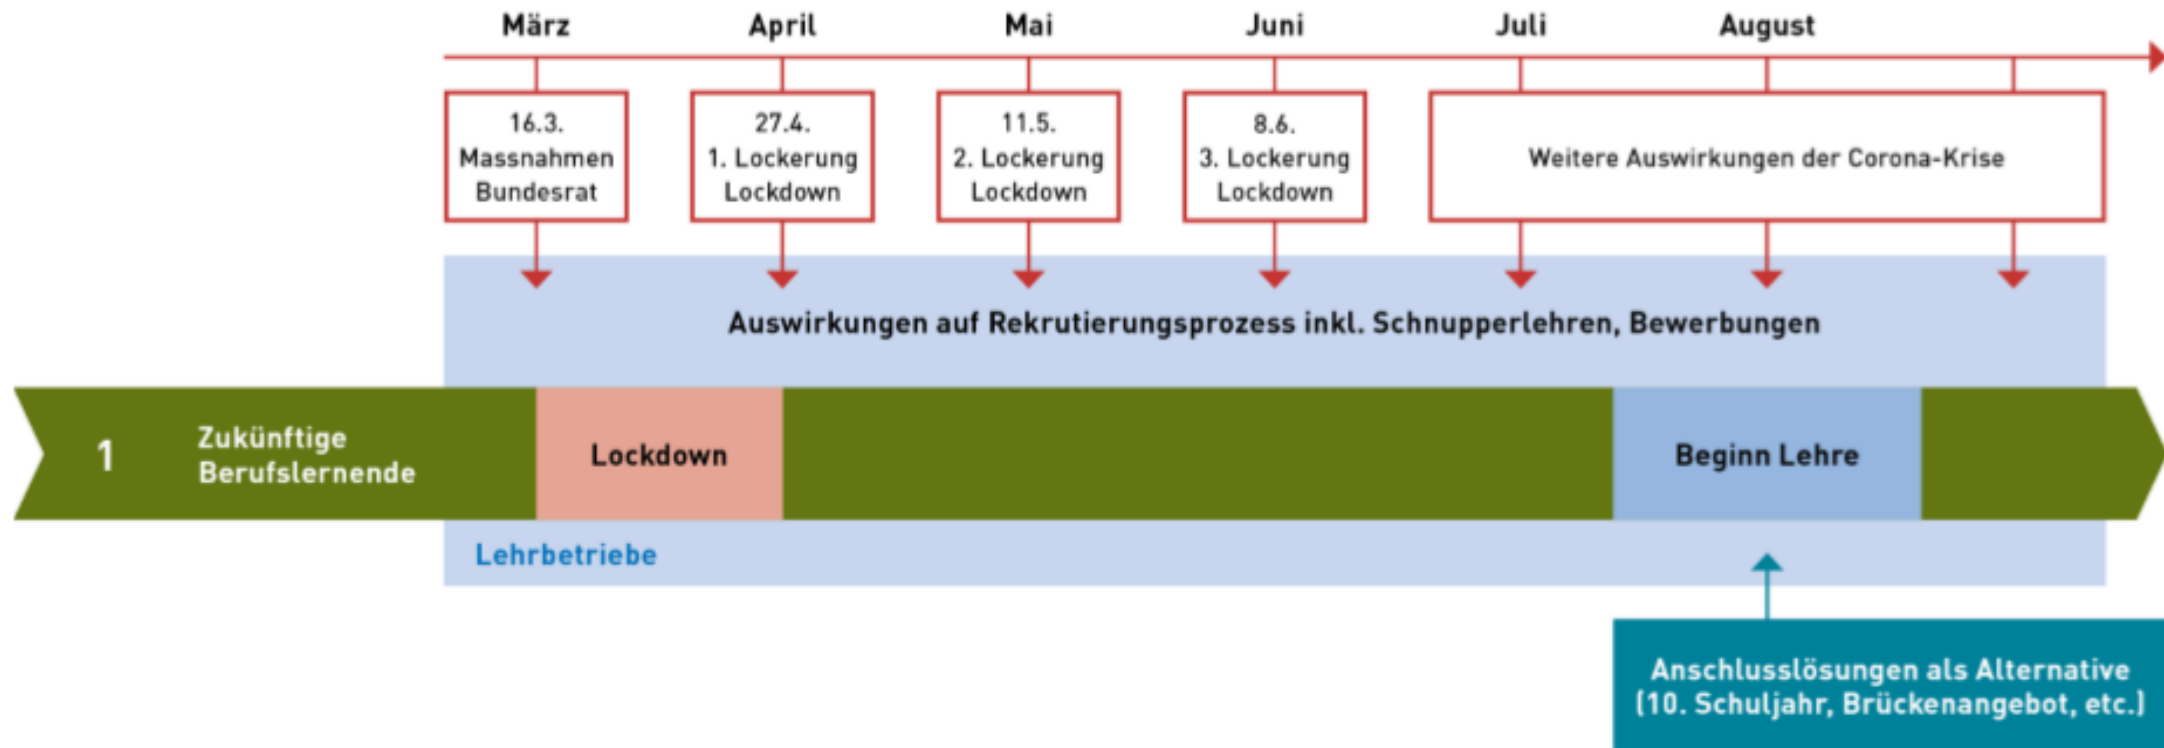 März April Mai Juni Juli August
16.3.
Massnahmen
Bundesrat
27.4.
1. Lockerung
Lockdown
11.5.
2. Lockerung
Lockdown
8.6.
3. Lockerung
Lockdown
Weitere Auswirkungen der Corona-Krise
Auswirkungen auf Rekrutierungsprozess inkl. Schnupperlehren, Bewerbungen
1
Zukünftige
Berufslernende
Lockdown
Beginn Lehre
Lehrbetriebe
Anschlusslösungen als Alternative
(10. Schuljahr, Brückenangebot, etc.)